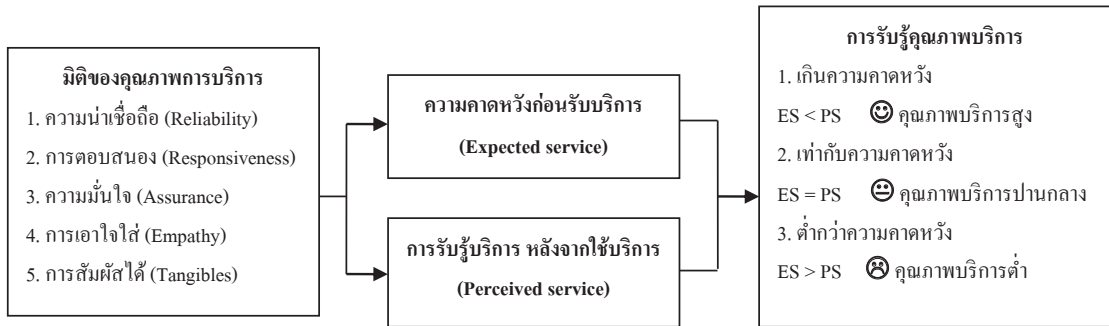 มิติของคุณภาพการบริการ
1. ความน่าเชื่อถือ (Reliability)
2. การตอบสนอง (Responsiveness)
3. ความมั่นใจ (Assurance)
4. การเอาใจใส่ (Empathy)
5. การสัมผัสได้ (Tangibles)
ความคาดหวังก่อนรับบริการ
(Expected service)
การรับรู้บริการ หลังจากใช้บริการ
(Perceived service)
การรับรู้คุณภาพบริการ
1. เกินความคาดหวัง
ES < PS ☺ คุณภาพบริการสูง
2. เท่ากับความคาดหวัง
ES = PS 😐 คุณภาพบริการปานกลาง
3. ต่ำกว่าความคาดหวัง
ES > PS ☹ คุณภาพบริการต่ำ